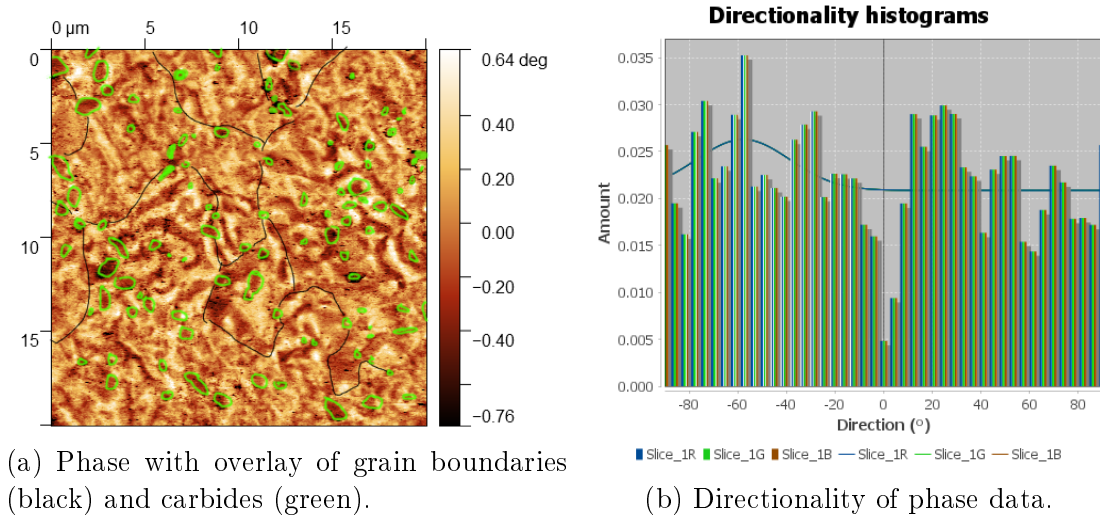 0 µm 5 10 15
0
5
10
15
0.64 deg
0.40
0.20
0.00
−0.20
−0.40
−0.76
(a) Phase with overlay of grain boundaries
(black) and carbides (green).
Directionality histograms
Amount
0.035
0.030
0.025
0.020
0.015
0.010
0.005
0.000
-80 -60 -40 -20 0 20 40 60 80
Direction (°)
Slice_1R Slice_1G Slice_1B Slice_1R Slice_1G Slice_1B
(b) Directionality of phase data.